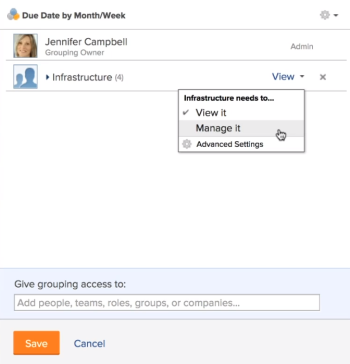 Due Date by Month/Week
Jennifer Campbell
Grouping Owner
Admin
Infrastructure (4)
View
Infrastructure needs to...
View it
Manage it
Advanced Settings
Give grouping access to:
Add people, teams, roles, groups, or companies...
Save
Cancel